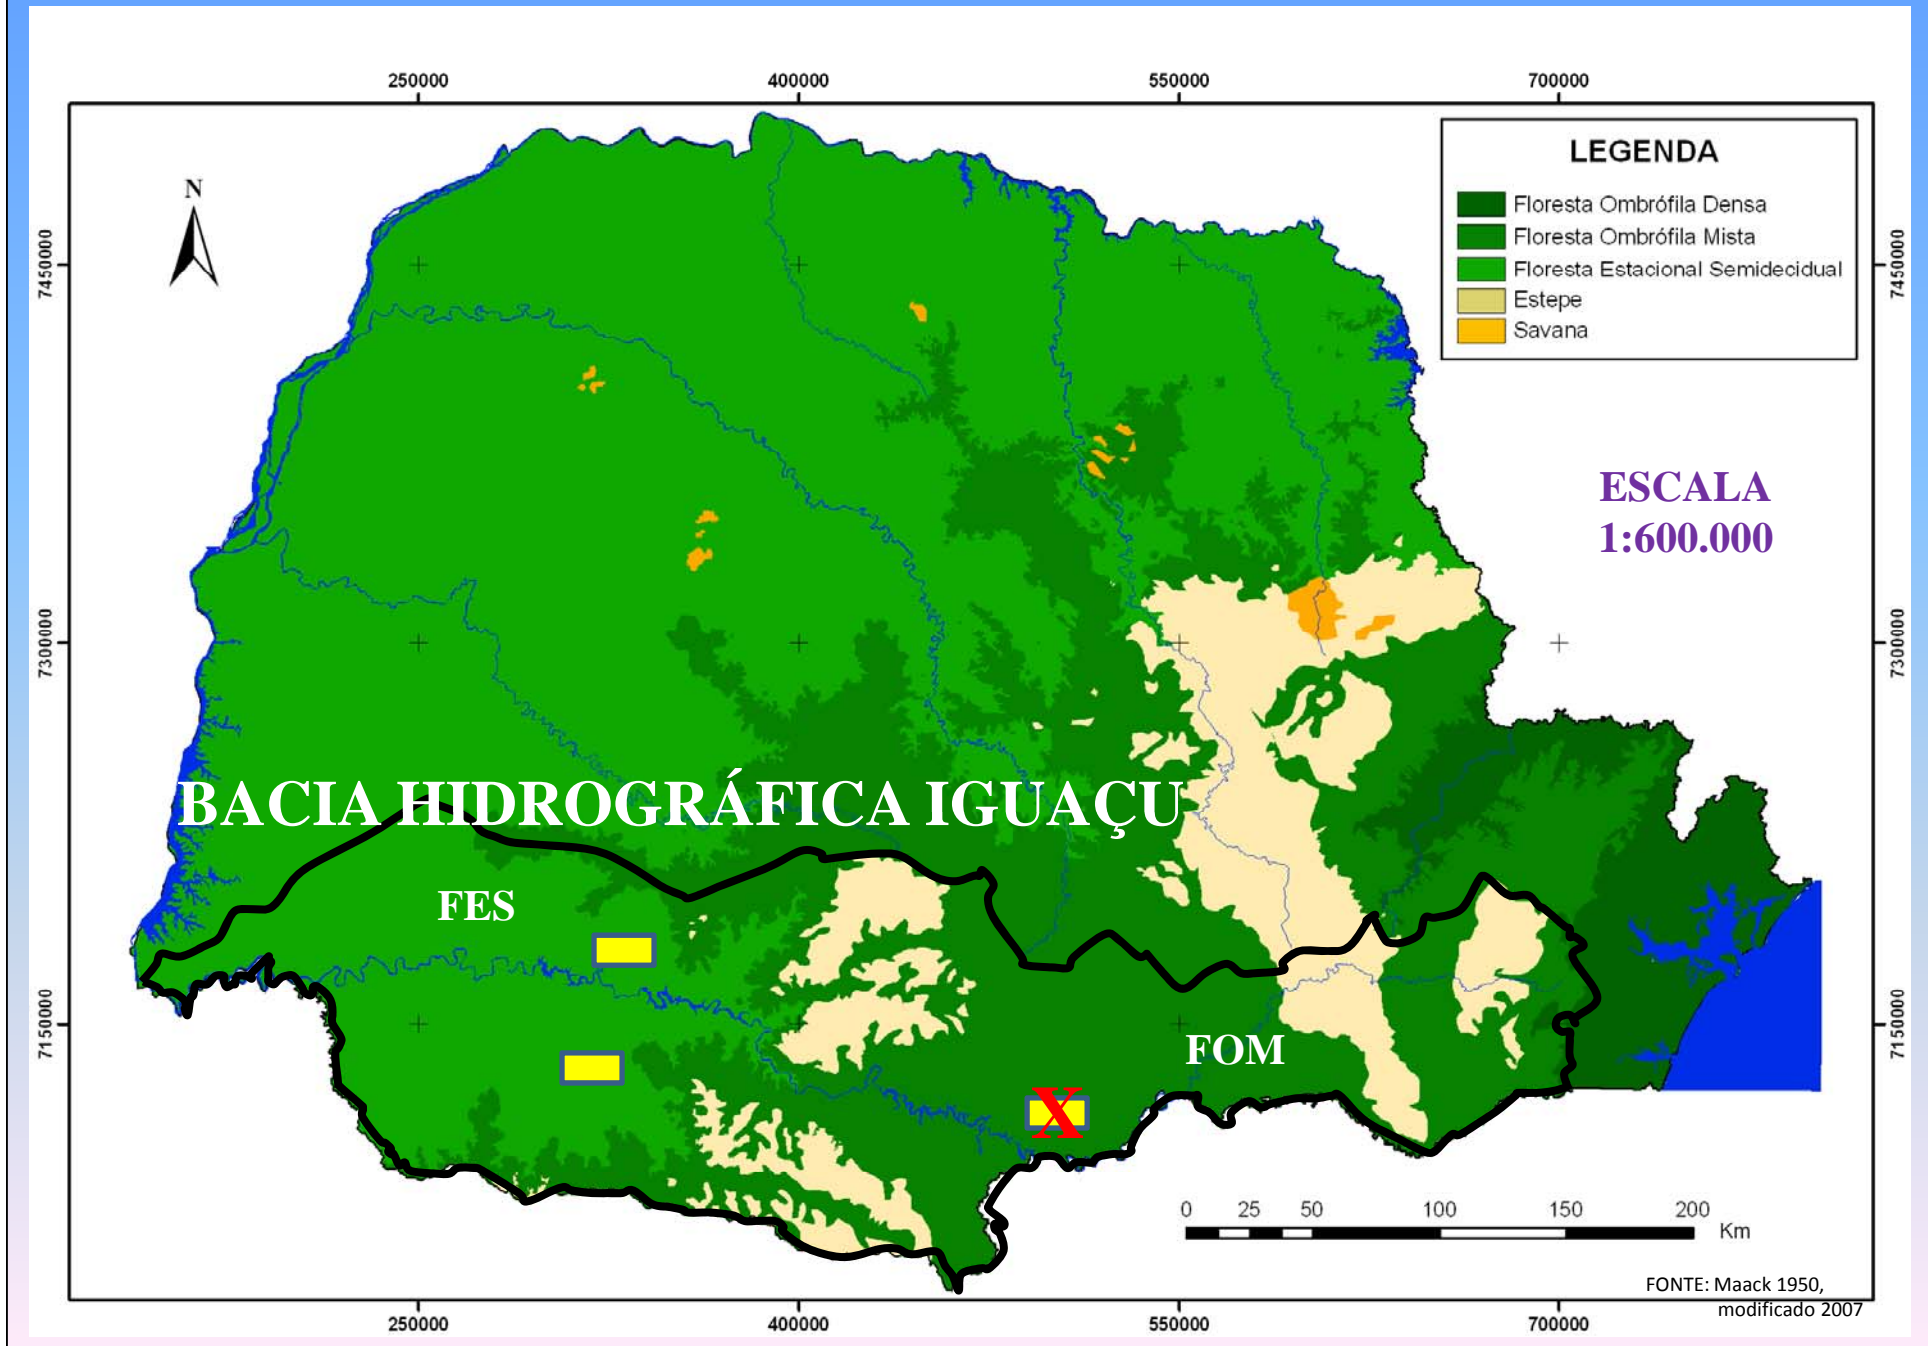 250000
400000
550000
700000
N
LEGENDA
Floresta Ombrófila Densa
Floresta Ombrófila Mista
Floresta Estacional Semidecidual
Estepe
Savana
7450000
7450000
ESCALA
1:600.000
7300000
7300000
BACIA HIDROGRÁFICA IGUAÇU
FES
7150000
7150000
FOM
X
0 25 50 100 150 200
Km
FONTE: Maack 1950,
modificado 2007
250000
400000
550000
700000